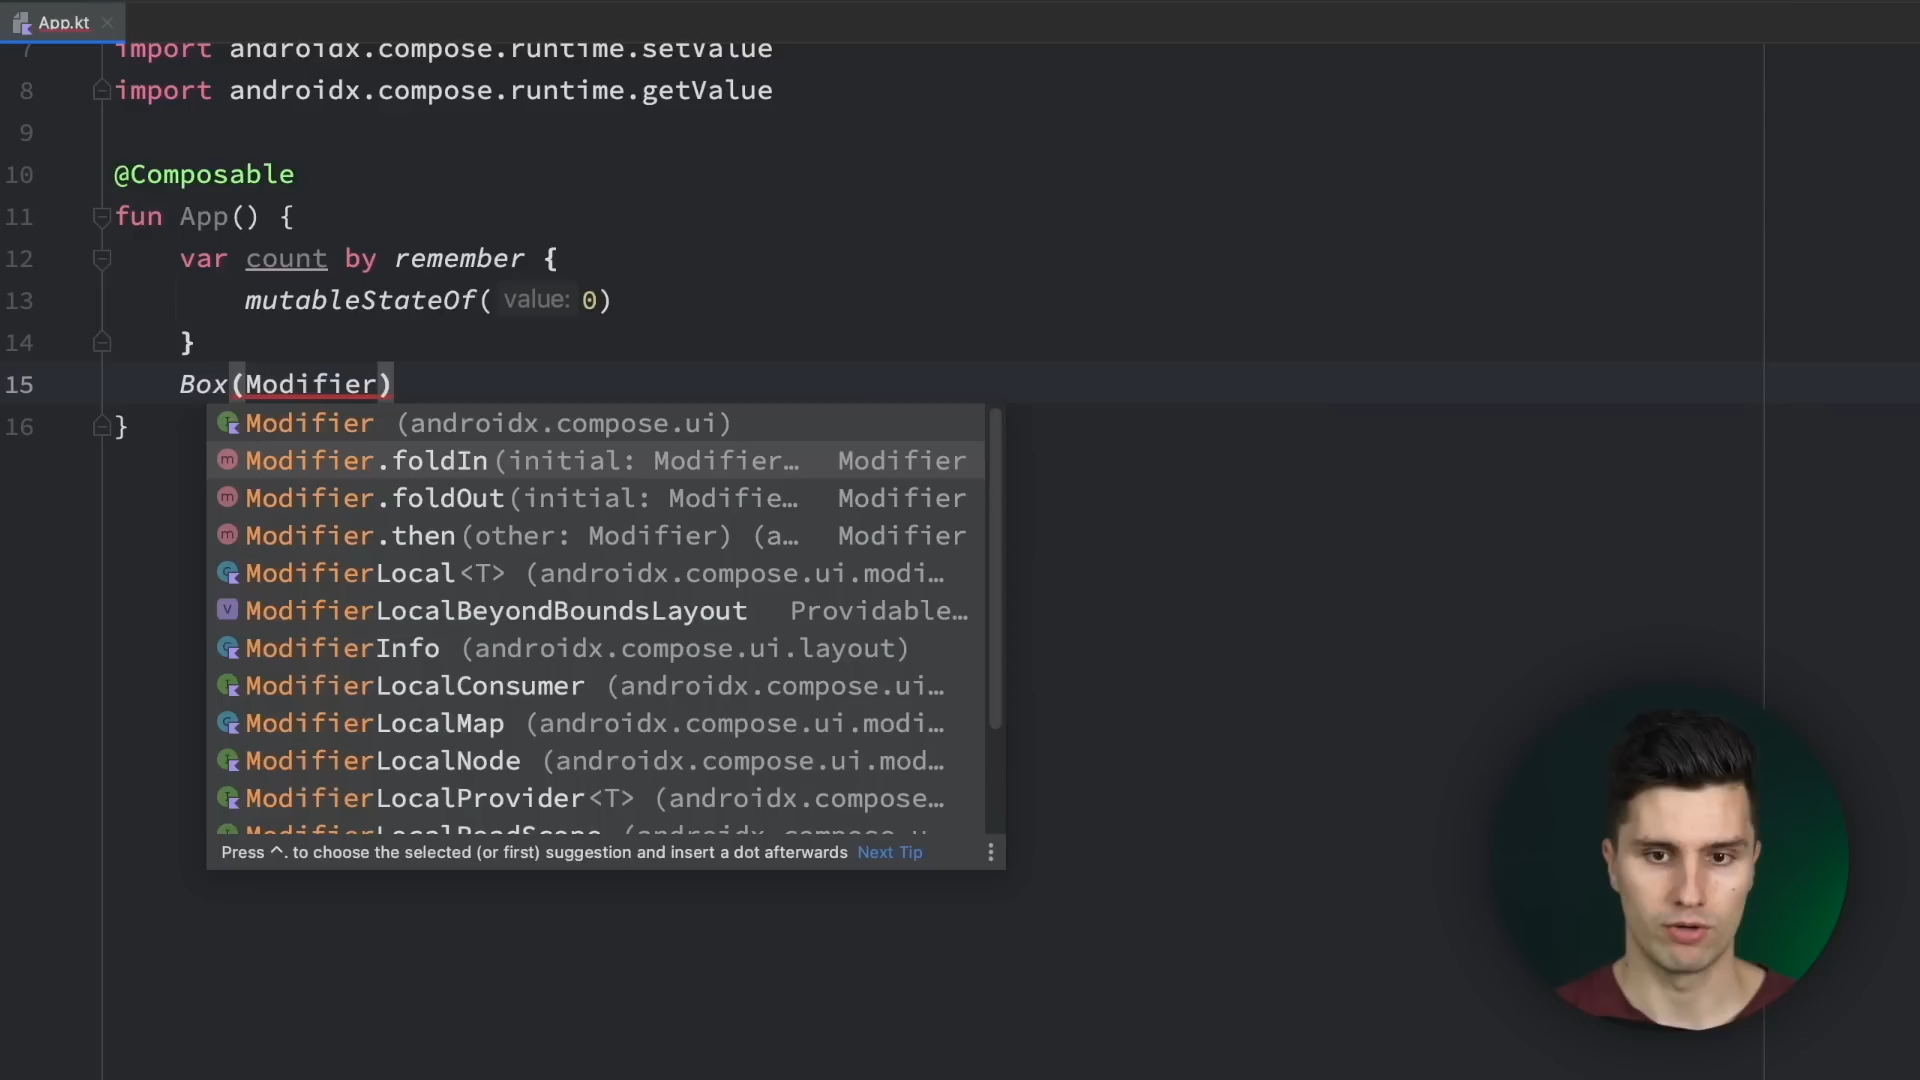 App.kt
7 import androidx.compose.runtime.setValue
8 import androidx.compose.runtime.getValue
9
10 @Composable
11 fun App() {
12 var count by remember {
13 mutableStateOf( value: 0)
14 }
15 Box(Modifier)
16 }
Modifier (androidx.compose.ui)
Modifier.foldIn(initial: Modifier… Modifier
Modifier.foldOut(initial: Modifie… Modifier
Modifier.then(other: Modifier) (a… Modifier
ModifierLocal<T> (androidx.compose.ui.modi…
ModifierLocalBeyondBoundsLayout Providable…
ModifierInfo (androidx.compose.ui.layout)
ModifierLocalConsumer (androidx.compose.ui…
ModifierLocalMap (androidx.compose.ui.modi…
ModifierLocalNode (androidx.compose.ui.mod…
ModifierLocalProvider<T> (androidx.compose…
ModifierLocalReadScope (androidx.compose.u…
Press ^. to choose the selected (or first) suggestion and insert a dot afterwards Next Tip